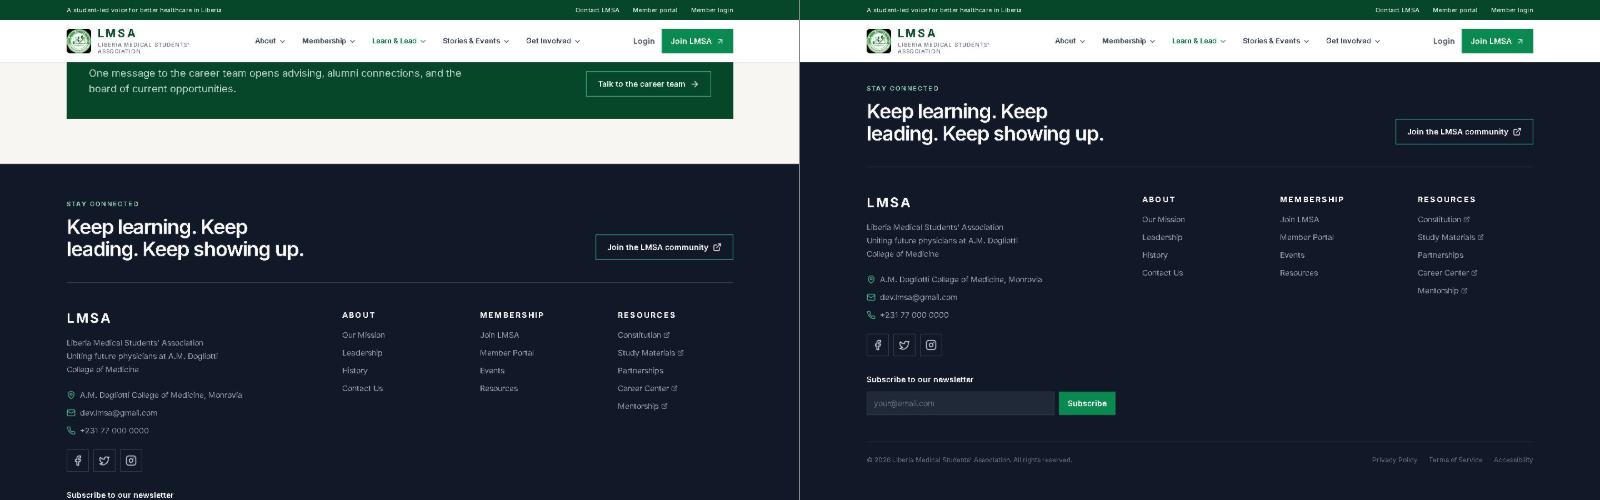 A student-led voice for better healthcare in Liberia
Contact LMSA Member portal Member login
LMSA
LIBERIA MEDICAL STUDENTS'
ASSOCIATION
About Membership Learn & Lead Stories & Events Get Involved
Login Join LMSA
One message to the career team opens advising, alumni connections, and the
board of current opportunities.
Talk to the career team
STAY CONNECTED
Keep learning. Keep
leading. Keep showing up.
Join the LMSA community
LMSA
Liberia Medical Students' Association
Uniting future physicians at A.M. Dogliotti
College of Medicine
A.M. Dogliotti College of Medicine, Monrovia
dev.lmsa@gmail.com
+231 77 000 0000
Subscribe to our newsletter
ABOUT
Our Mission
Leadership
History
Contact Us
MEMBERSHIP
Join LMSA
Member Portal
Events
Resources
RESOURCES
Constitution
Study Materials
Partnerships
Career Center
Mentorship
A student-led voice for better healthcare in Liberia
Contact LMSA Member portal Member login
LMSA
LIBERIA MEDICAL STUDENTS'
ASSOCIATION
About Membership Learn & Lead Stories & Events Get Involved
Login Join LMSA
STAY CONNECTED
Keep learning. Keep
leading. Keep showing up.
Join the LMSA community
LMSA
Liberia Medical Students' Association
Uniting future physicians at A.M. Dogliotti
College of Medicine
A.M. Dogliotti College of Medicine, Monrovia
dev.lmsa@gmail.com
+231 77 000 0000
Subscribe to our newsletter
your@email.com Subscribe
ABOUT
Our Mission
Leadership
History
Contact Us
MEMBERSHIP
Join LMSA
Member Portal
Events
Resources
RESOURCES
Constitution
Study Materials
Partnerships
Career Center
Mentorship
© 2026 Liberia Medical Students' Association. All rights reserved.
Privacy Policy Terms of Service Accessibility